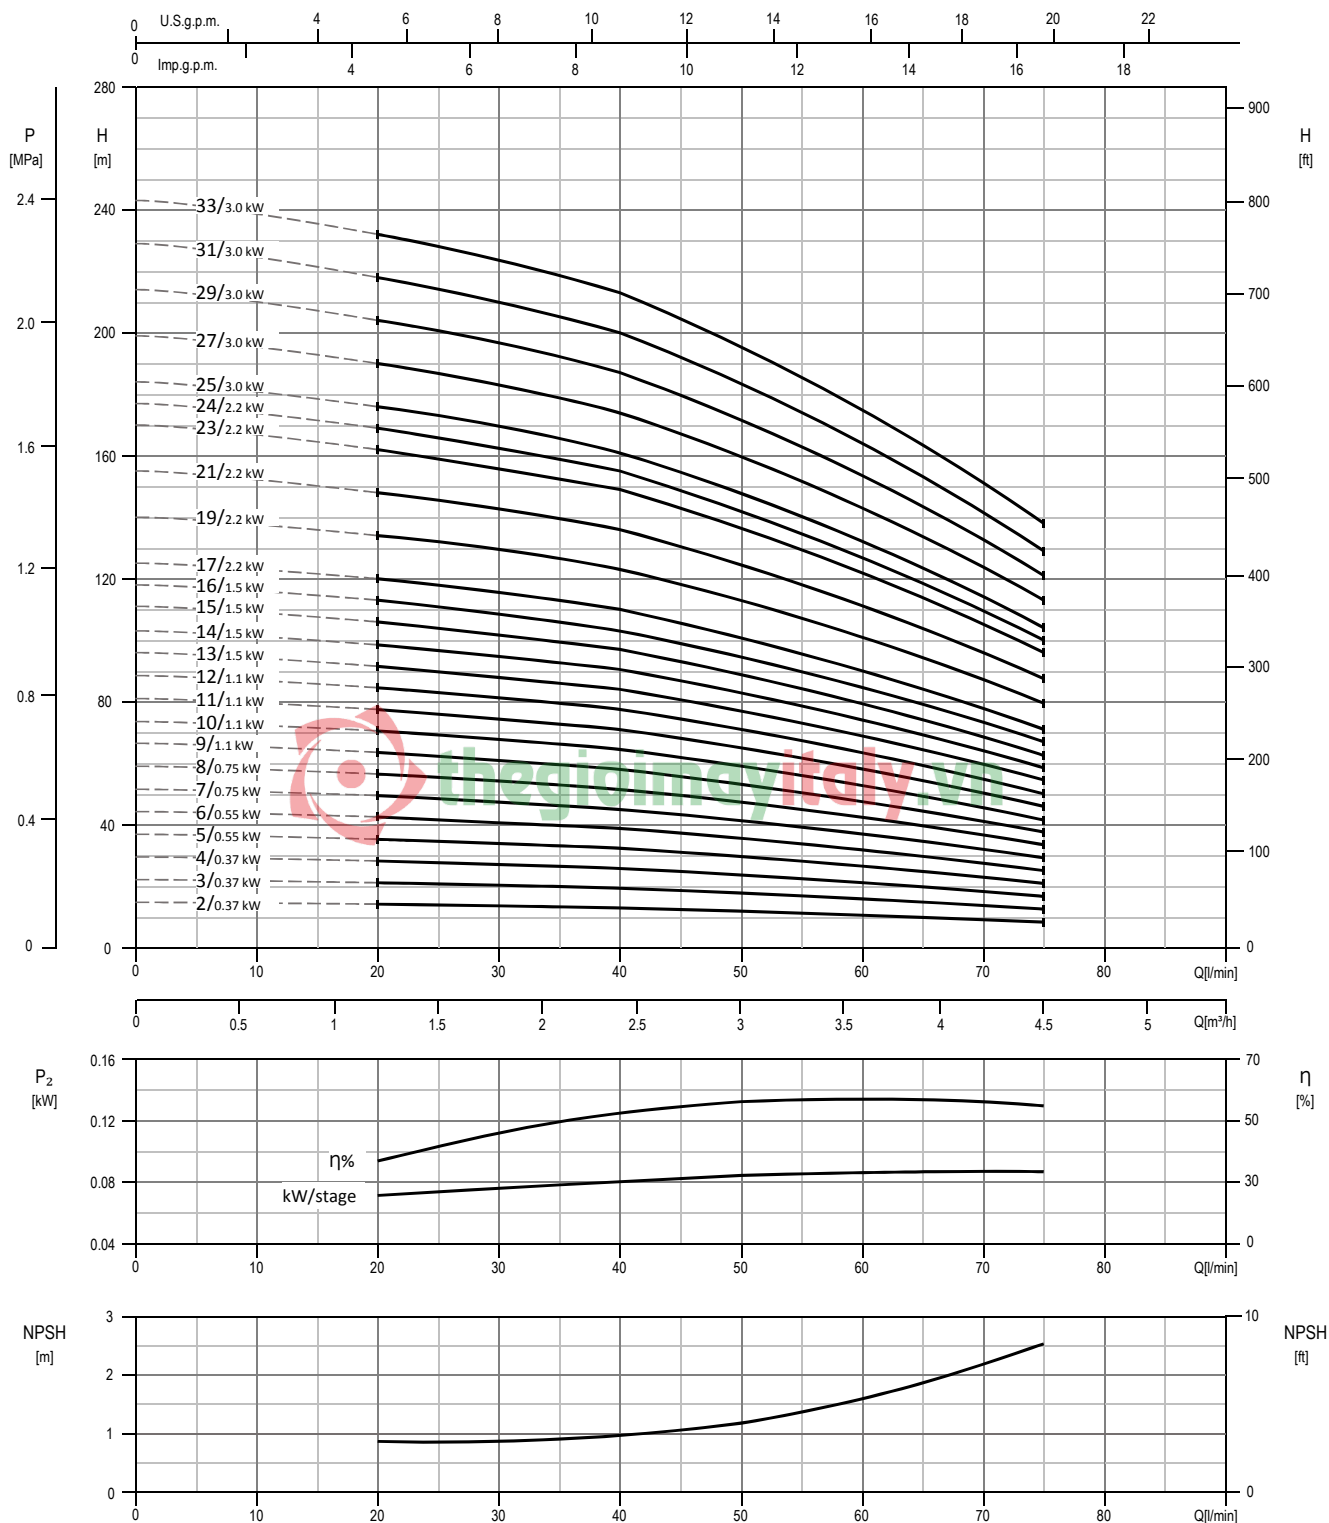 0 U.S.g.p.m. 4 6 8 10 12 14 16 18 20 22
0 Imp.g.p.m. 4 6 8 10 12 14 16 18
P
[MPa]
2.4
2.0
1.6
1.2
0.8
0.4
0
H
[m]
280
240
200
160
120
80
40
0
H
[ft]
900
800
700
600
500
400
300
200
100
0
33/3.0 kW
31/3.0 kW
29/3.0 kW
27/3.0 kW
25/3.0 kW
24/2.2 kW
23/2.2 kW
21/2.2 kW
19/2.2 kW
17/2.2 kW
16/1.5 kW
15/1.5 kW
14/1.5 kW
13/1.5 kW
12/1.1 kW
11/1.1 kW
10/1.1 kW
9/1.1 kW
8/0.75 kW
7/0.75 kW
6/0.55 kW
5/0.55 kW
4/0.37 kW
3/0.37 kW
2/0.37 kW
thegioimayitaly.vn
0 10 20 30 40 50 60 70 80 Q[l/min]
0 0.5 1 1.5 2 2.5 3 3.5 4 4.5 5 Q[m³/h]
P₂
[kW]
0.16
0.12
0.08
0.04
η
[%]
70
50
30
0
η%
kW/stage
0 10 20 30 40 50 60 70 80 Q[l/min]
NPSH
[m]
3
2
1
0
NPSH
[ft]
10
0
0 10 20 30 40 50 60 70 80 Q[l/min]